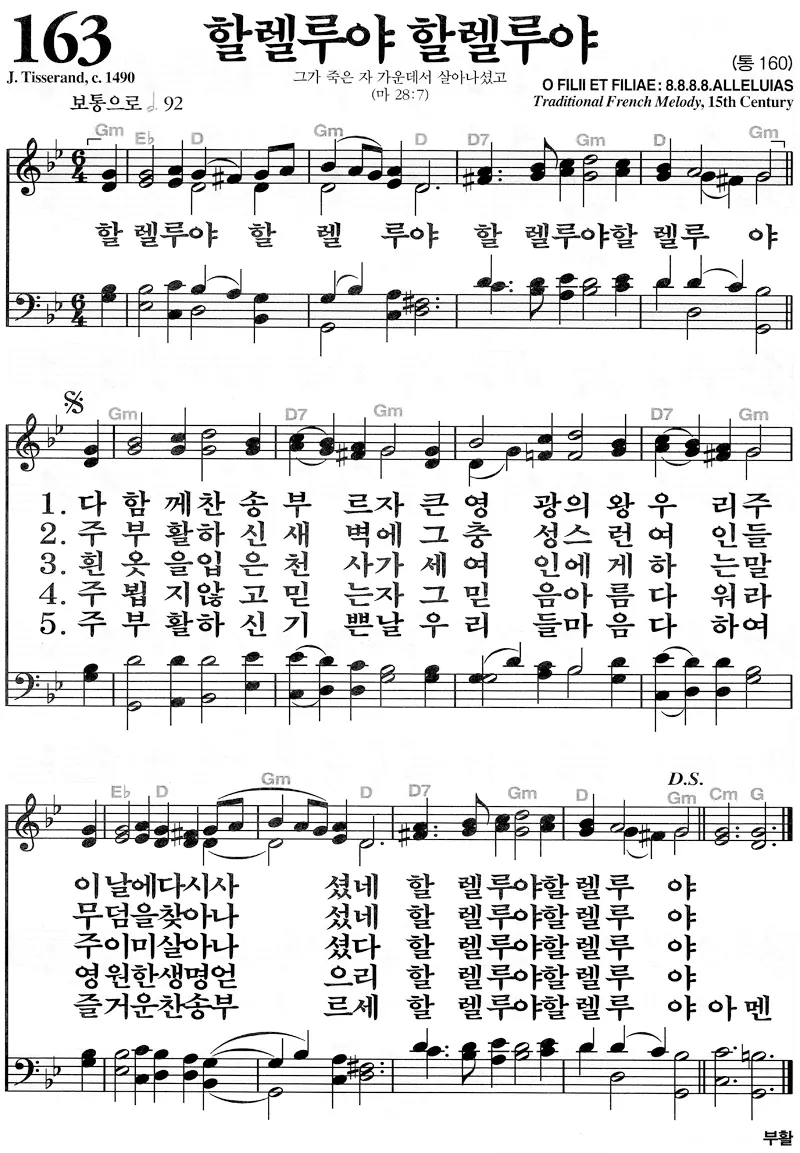 163 할렐루야 할렐루야 (통 160)
J. Tisserand, c. 1490 그가 죽은 자 가운데서 살아나셨고 O FILII ET FILIAE: 8.8.8.8.ALLELUIAS
보통으로 𝅗𝅥 92 (마 28:7) Traditional French Melody, 15th Century
Gm E♭ D Gm D D7 Gm D Gm
6 4
할 렐루야 할 렐 루야 할 렐루야할 렐루 야
6 4
Gm D7 Gm D7 Gm
1. 다 함 께찬 송 부 르자 큰 영 광의 왕 우 리주
2. 주 부 활하 신 새 벽에 그 충 성스 런 여 인들
3. 흰 옷 을입 은 천 사가 세 여 인에 게 하 는말
4. 주 뵙 지않 고 믿 는자 그 믿 음아 름 다 워라
5. 주 부 활하 신 기 쁜날 우 리 들마 음 다 하여
D.S.
E♭ D Gm D D7 Gm D Gm Cm G
이날에다시사 셨네 할 렐루야할렐루 야
무덤을찾아나 섰네 할 렐루야할렐루 야
주이미살아나 셨다 할 렐루야할렐루 야
영원한생명얻 으리 할 렐루야할렐루 야
즐거운찬송부 르세 할 렐루야할렐루 야 아 멘
부활